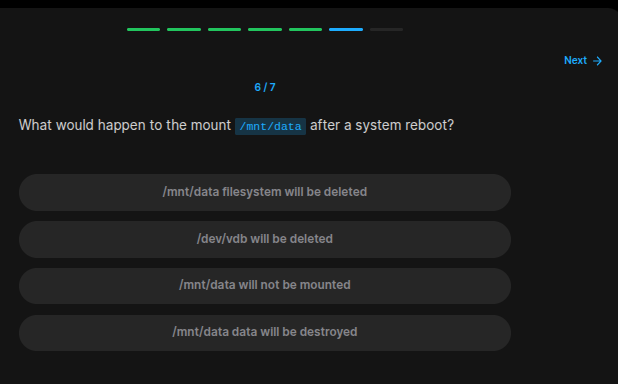 Next →
6 / 7
What would happen to the mount /mnt/data after a system reboot?
/mnt/data filesystem will be deleted
/dev/vdb will be deleted
/mnt/data will not be mounted
/mnt/data data will be destroyed